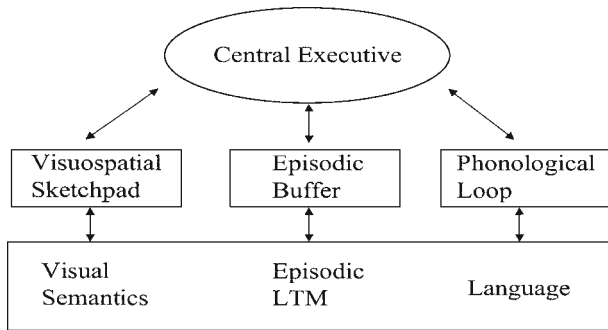 Central Executive
Visuospatial
Sketchpad
Episodic
Buffer
Phonological
Loop
Visual
Semantics
Episodic
LTM
Language